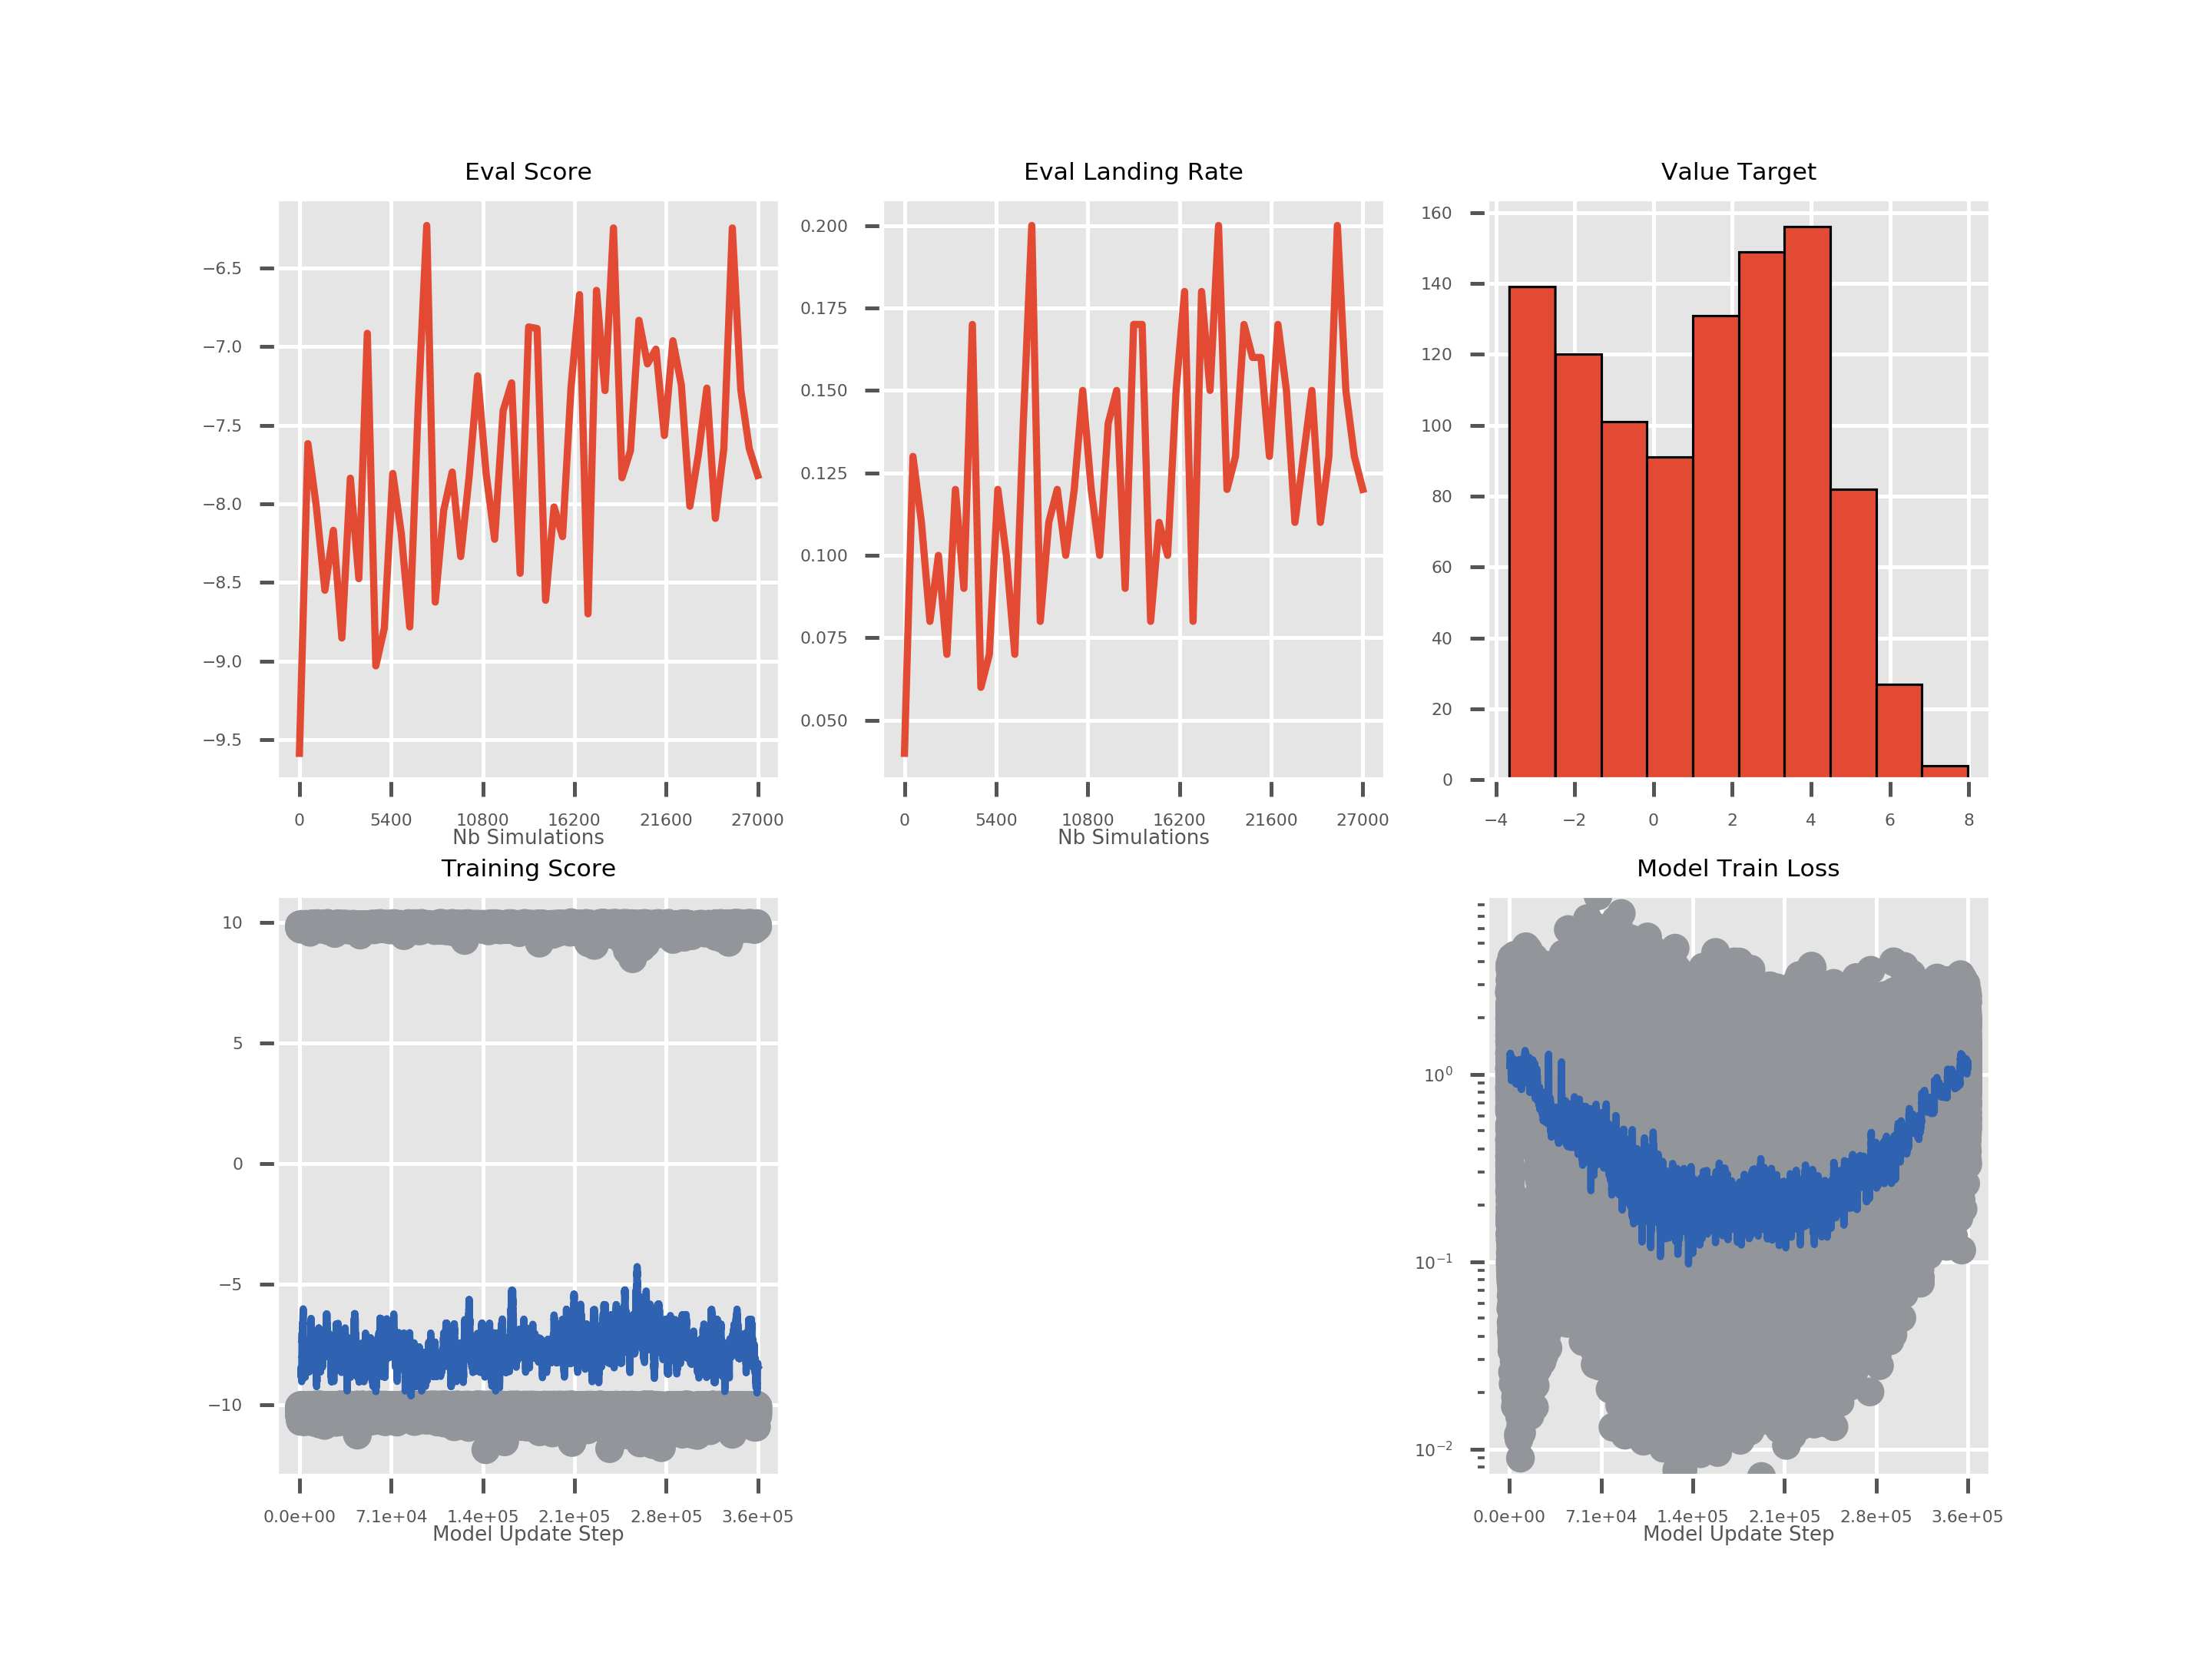 Eval Score
−6.5
−7.0
−7.5
−8.0
−8.5
−9.0
−9.5
0 5400 10800 16200 21600 27000
Nb Simulations
Eval Landing Rate
0.200
0.175
0.150
0.125
0.100
0.075
0.050
0 5400 10800 16200 21600 27000
Nb Simulations
Value Target
160
140
120
100
80
60
40
20
0
−4 −2 0 2 4 6 8
Training Score
10
5
0
−5
−10
0.0e+00 7.1e+04 1.4e+05 2.1e+05 2.8e+05 3.6e+05
Model Update Step
Model Train Loss
10⁰
10⁻¹
10⁻²
0.0e+00 7.1e+04 1.4e+05 2.1e+05 2.8e+05 3.6e+05
Model Update Step